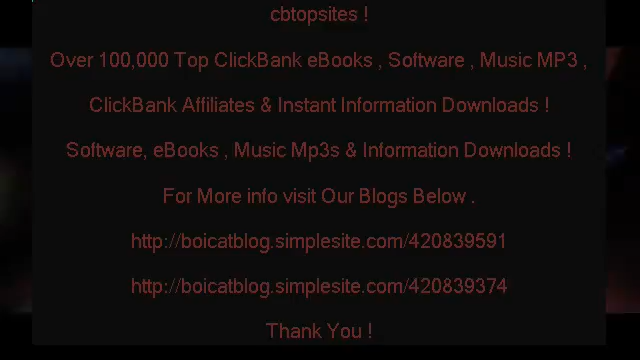 cbtopsites !
Over 100,000 Top ClickBank eBooks , Software , Music MP3 ,
ClickBank Affiliates & Instant Information Downloads !
Software, eBooks , Music Mp3s & Information Downloads !
For More info visit Our Blogs Below .
http://boicatblog.simplesite.com/420839591
http://boicatblog.simplesite.com/420839374
Thank You !